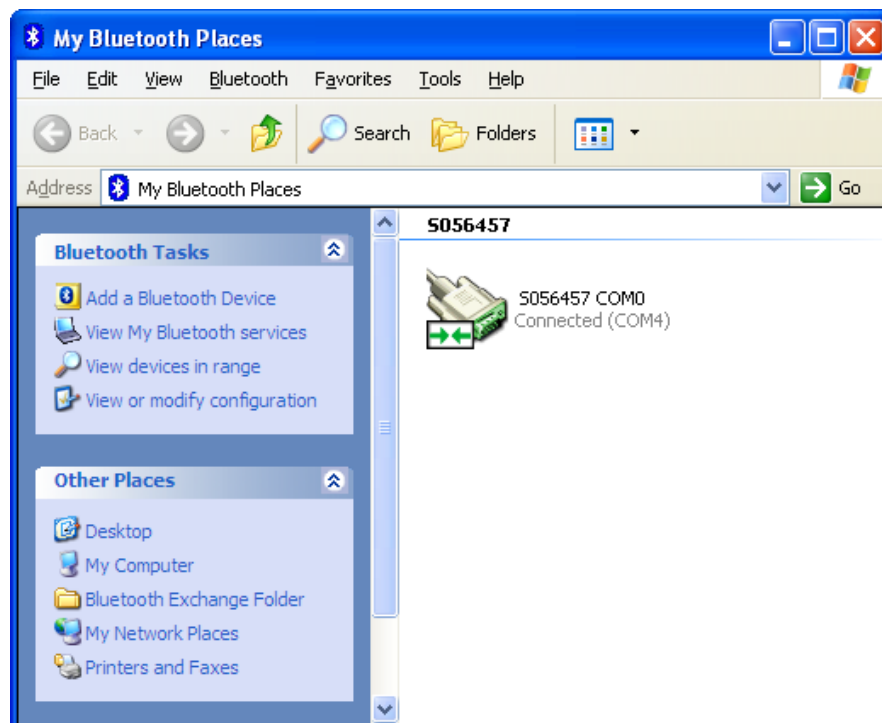 My Bluetooth Places
File Edit View Bluetooth Favorites Tools Help
Back Search Folders
Address My Bluetooth Places Go
Bluetooth Tasks
Add a Bluetooth Device
View My Bluetooth services
View devices in range
View or modify configuration
Other Places
Desktop
My Computer
Bluetooth Exchange Folder
My Network Places
Printers and Faxes
S056457
S056457 COM0
Connected (COM4)